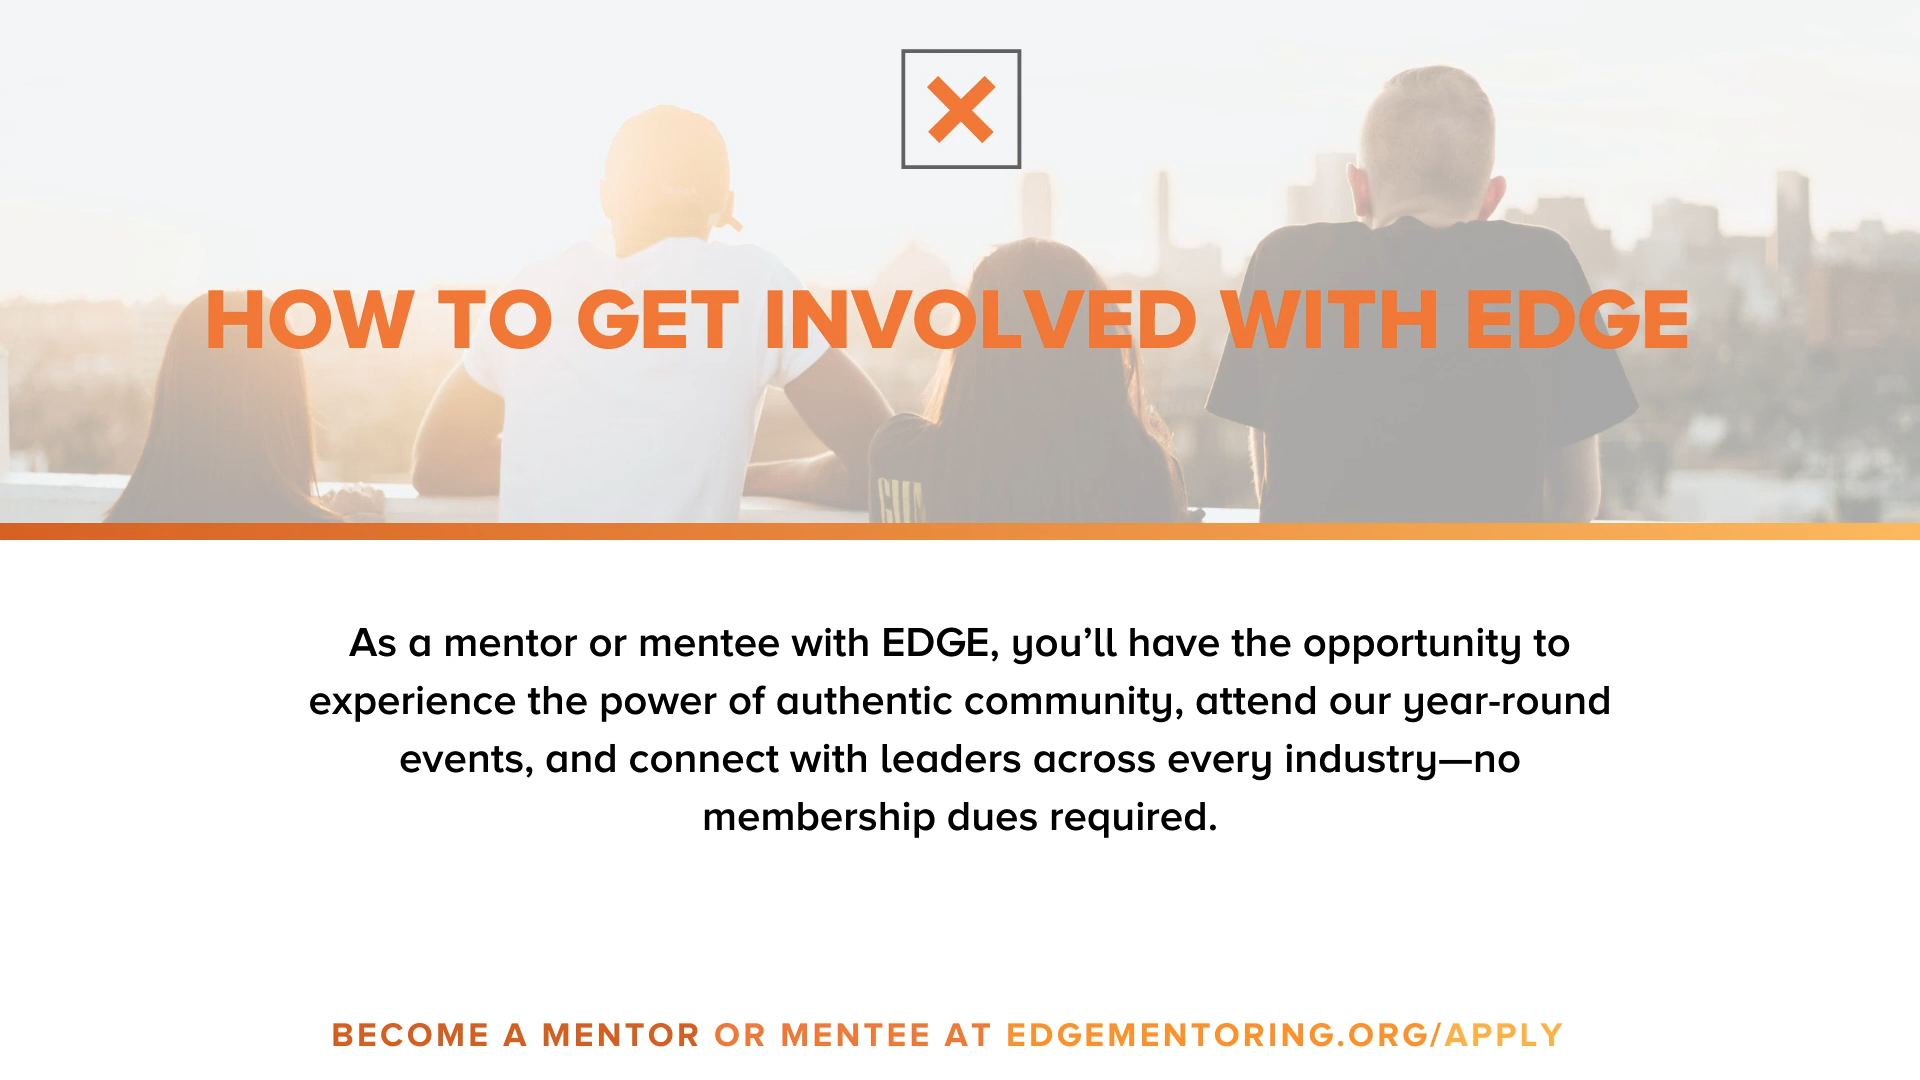 HOW TO GET INVOLVED WITH EDGE
As a mentor or mentee with EDGE, you’ll have the opportunity to
experience the power of authentic community, attend our year-round
events, and connect with leaders across every industry—no
membership dues required.
BECOME A MENTOR OR MENTEE AT EDGEMENTORING.ORG/APPLY